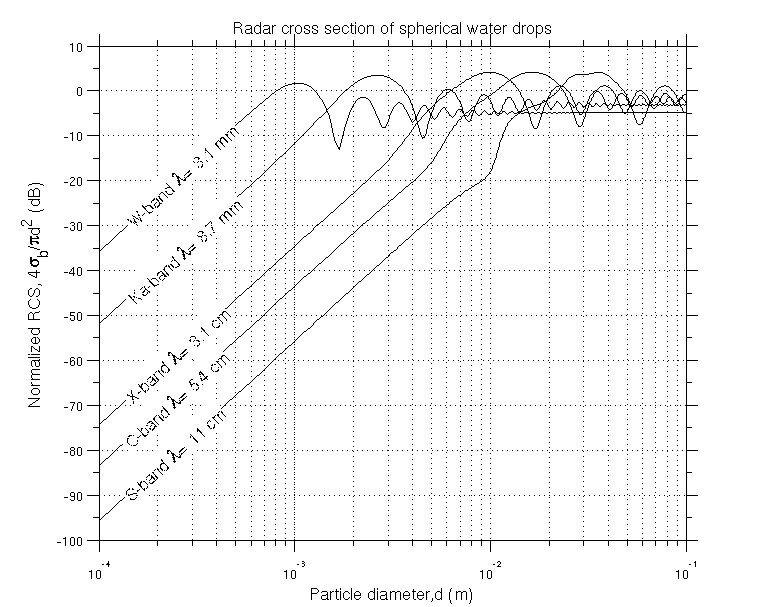 Radar cross section of spherical water drops
Normalized RCS, 4σb/πd² (dB)
10
0
-10
-20
-30
-40
-50
-60
-70
-80
-90
-100
W-band λ= 3.1 mm
Ka-band λ= 8.7 mm
X-band λ= 3.1 cm
C-band λ= 5.4 cm
S-band λ= 11 cm
10⁻⁴ 10⁻³ 10⁻² 10⁻¹
Particle diameter,d (m)